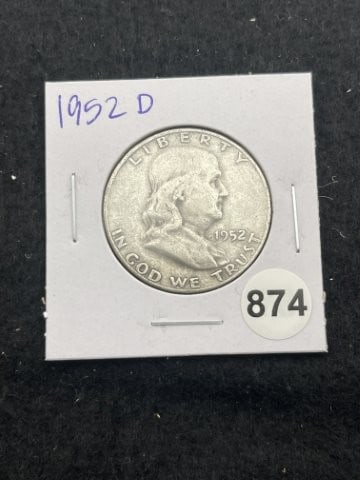 1952 D
LIBERTY
1952
IN GOD WE TRUST
874